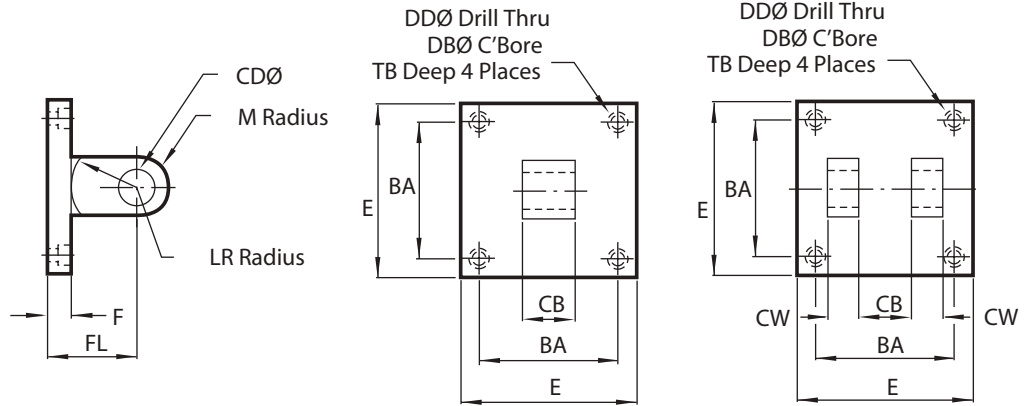 CDØ
M Radius
LR Radius
F
FL
DDØ Drill Thru
DBØ C’Bore
TB Deep 4 Places
BA
E
CB
BA
E
DDØ Drill Thru
DBØ C’Bore
TB Deep 4 Places
BA
E
CW
CB
CW
BA
E